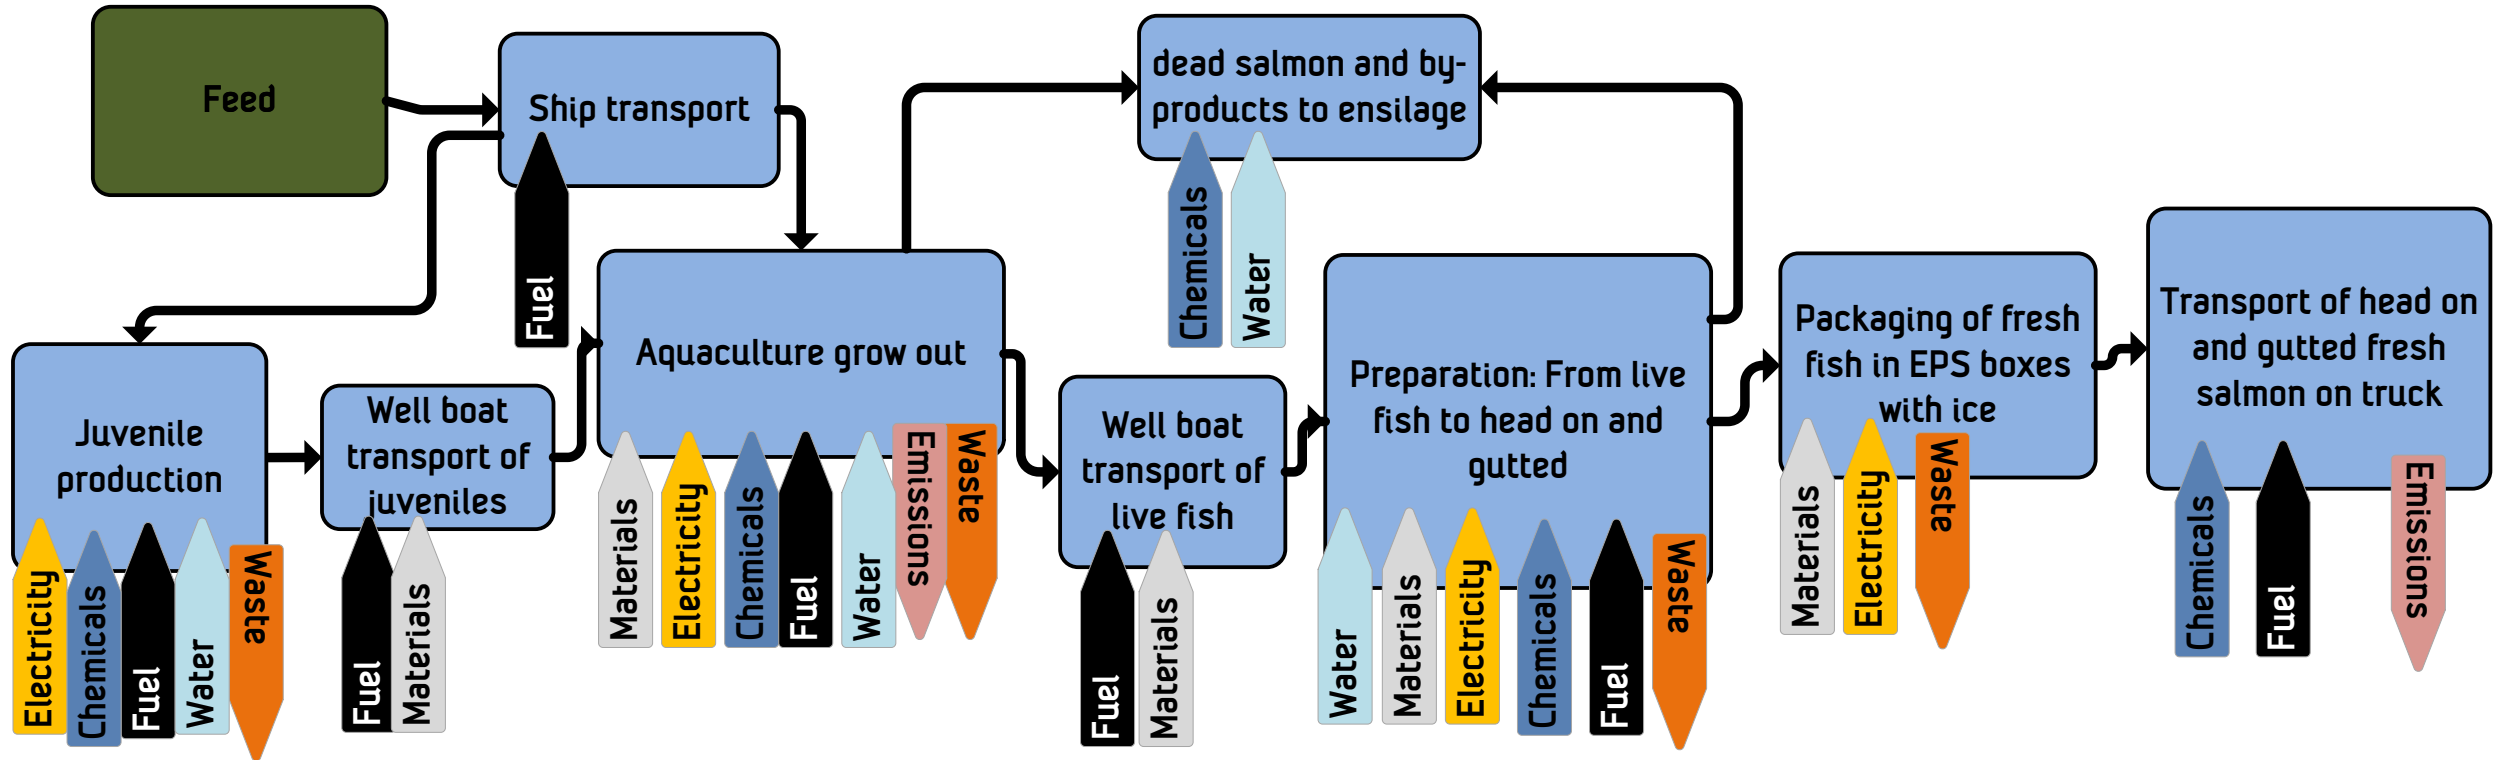 Feed
Ship transport
Fuel
dead salmon and by-
products to ensilage
Chemicals
Water
Juvenile
production
Electricity
Chemicals
Fuel
Water
Waste
Well boat
transport of
juveniles
Fuel
Materials
Aquaculture grow out
Materials
Electricity
Chemicals
Fuel
Water
Emissions
Waste
Well boat
transport of
live fish
Fuel
Materials
Preparation: From live
fish to head on and
gutted
Water
Materials
Electricity
Chemicals
Fuel
Waste
Packaging of fresh
fish in EPS boxes
with ice
Materials
Electricity
Waste
Transport of head on
and gutted fresh
salmon on truck
Chemicals
Fuel
Emissions